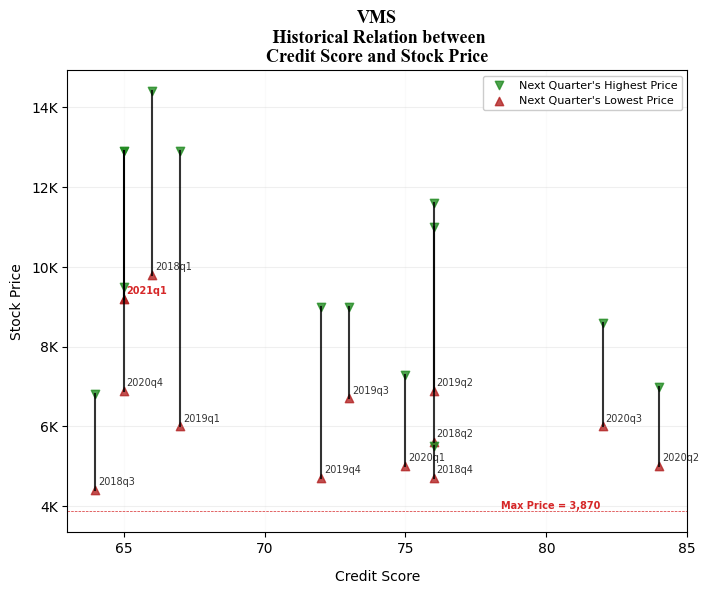 VMS
Historical Relation between
Credit Score and Stock Price
Next Quarter's Highest Price
Next Quarter's Lowest Price
14K
12K
10K
8K
6K
4K
Stock Price
2018q1
2021q1
2020q4
2019q2
2019q3
2019q1
2020q3
2018q2
2020q1
2020q2
2019q4
2018q4
2018q3
Max Price = 3,870
65
70
75
80
85
Credit Score